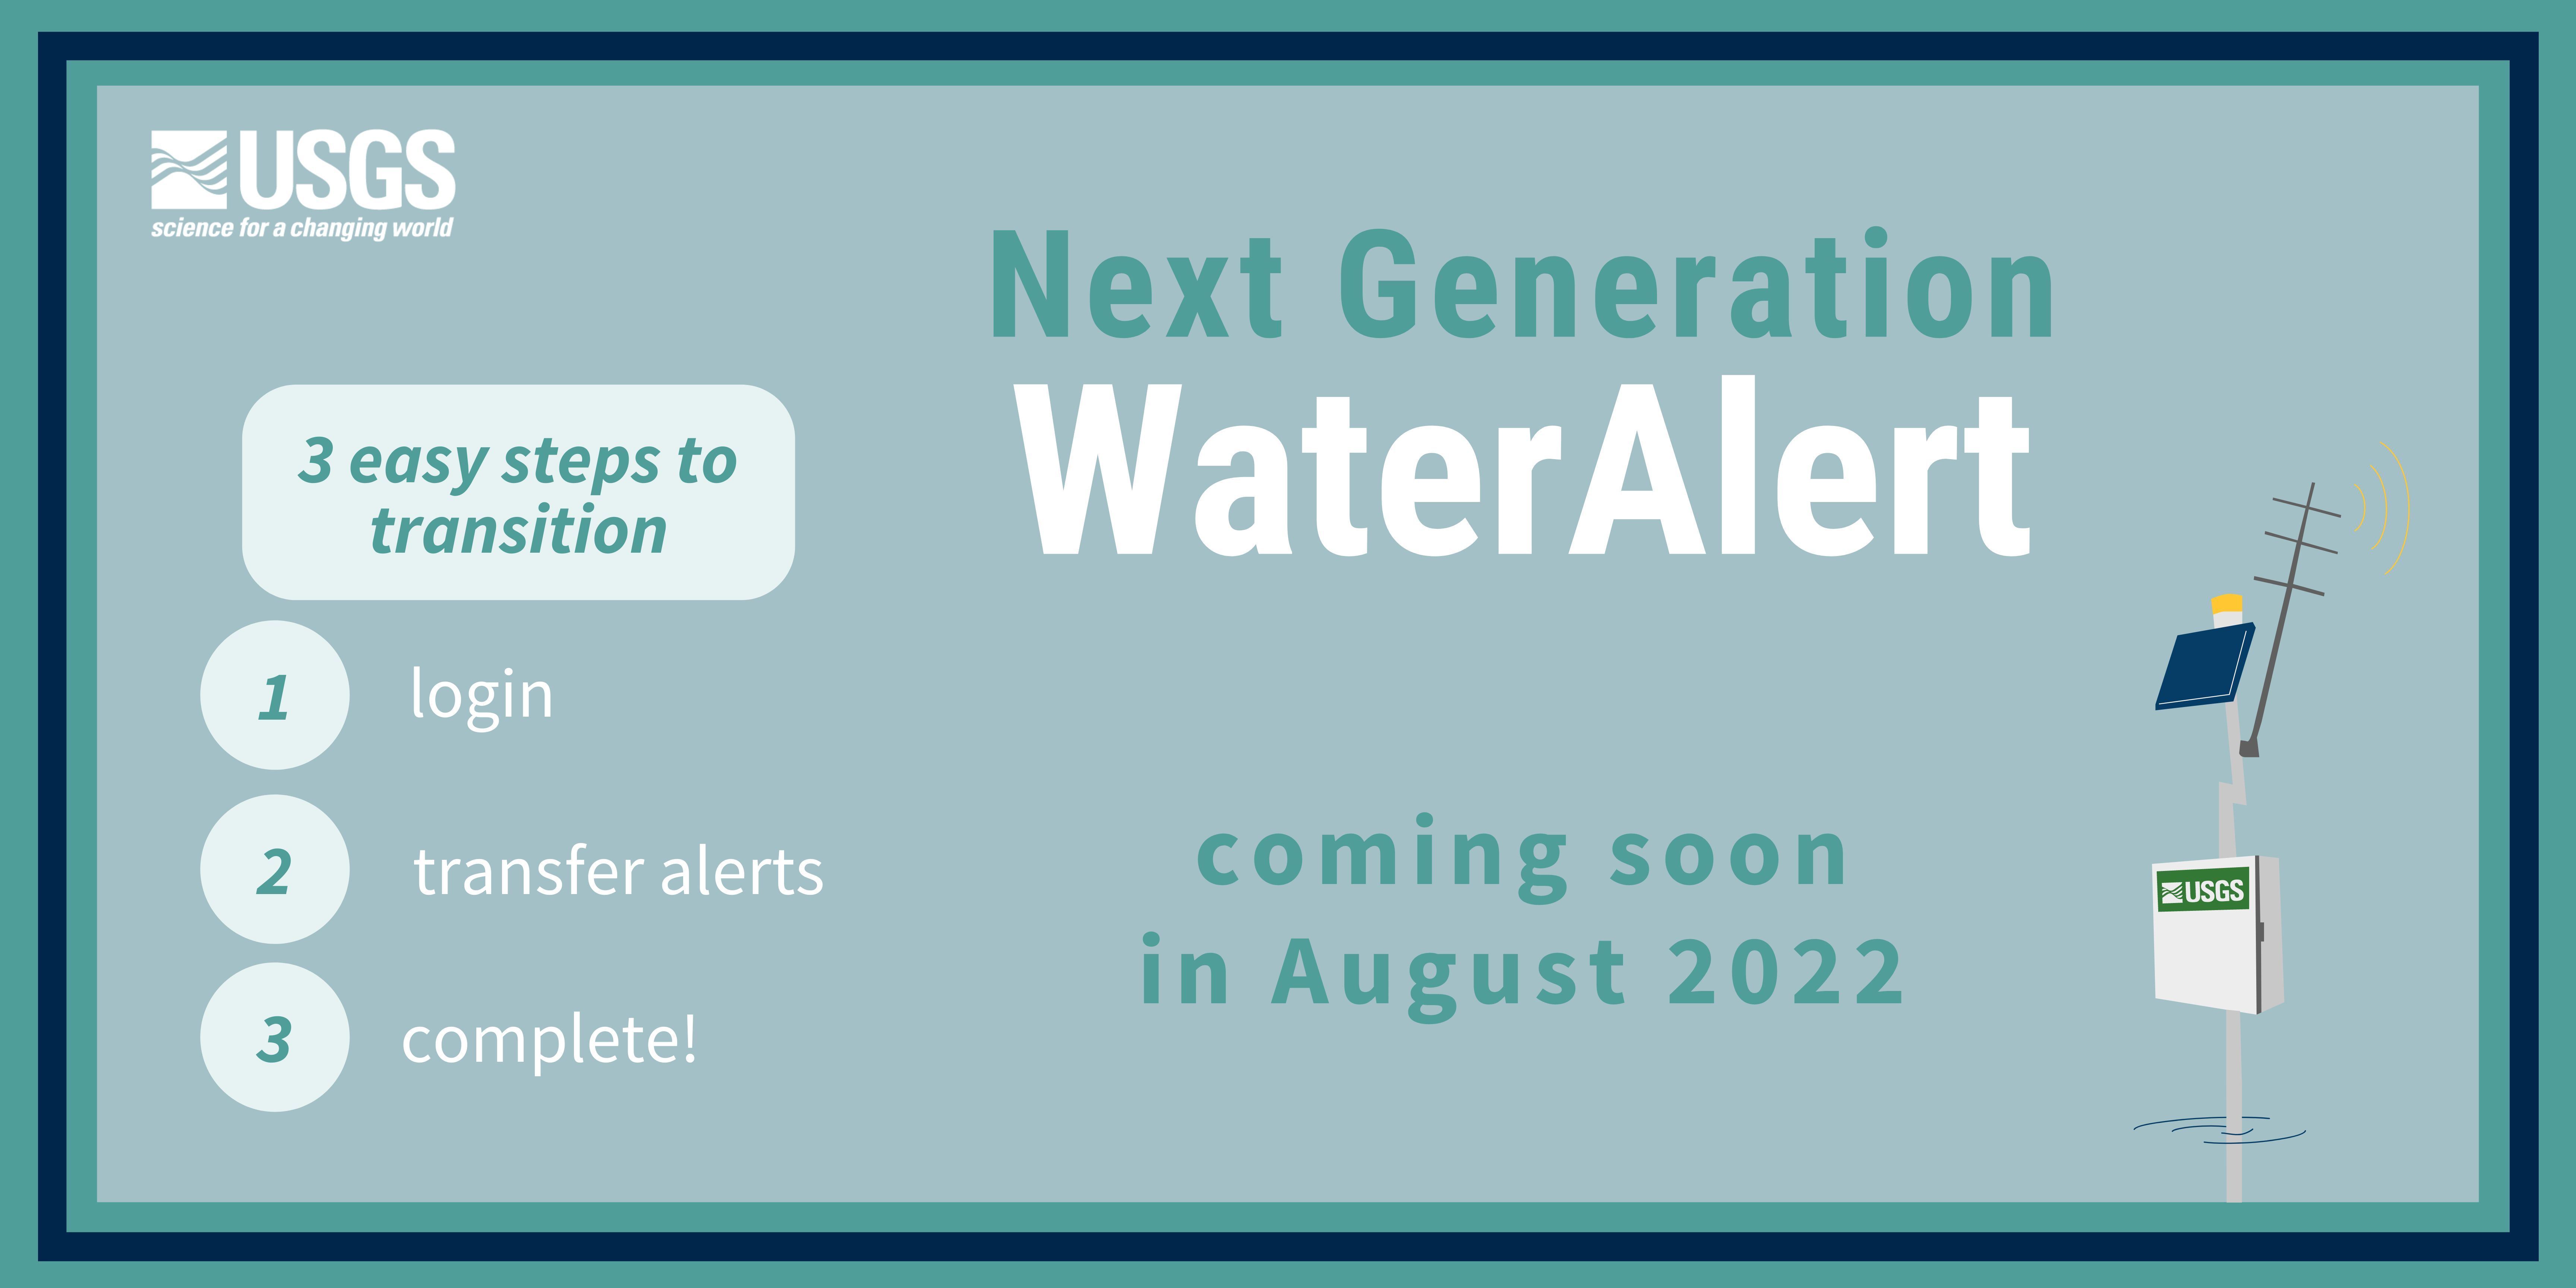 USGS
science for a changing world
Next Generation
WaterAlert
3 easy steps to
transition
1 login
2 transfer alerts
3 complete!
coming soon
in August 2022
USGS